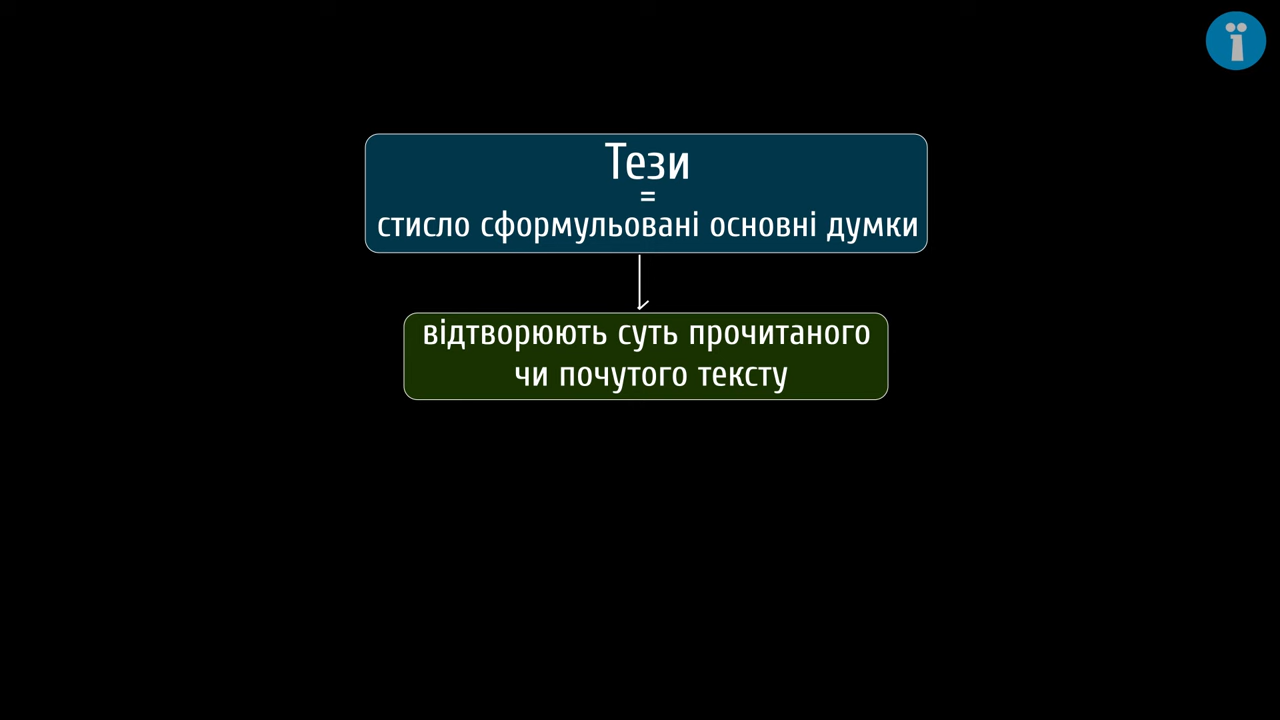 ї
Тези
=
стисло сформульовані основні думки
відтворюють суть прочитаного
чи почутого тексту